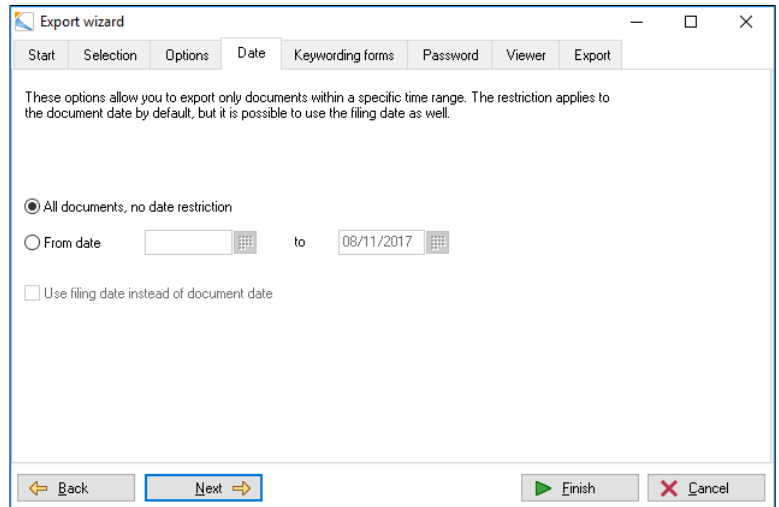 Export wizard
Start Selection Options Date Keywording forms Password Viewer Export
These options allow you to export only documents within a specific time range. The restriction applies to
the document date by default, but it is possible to use the filing date as well.
All documents, no date restriction
From date to 08/11/2017
Use filing date instead of document date
Back Next Finish Cancel